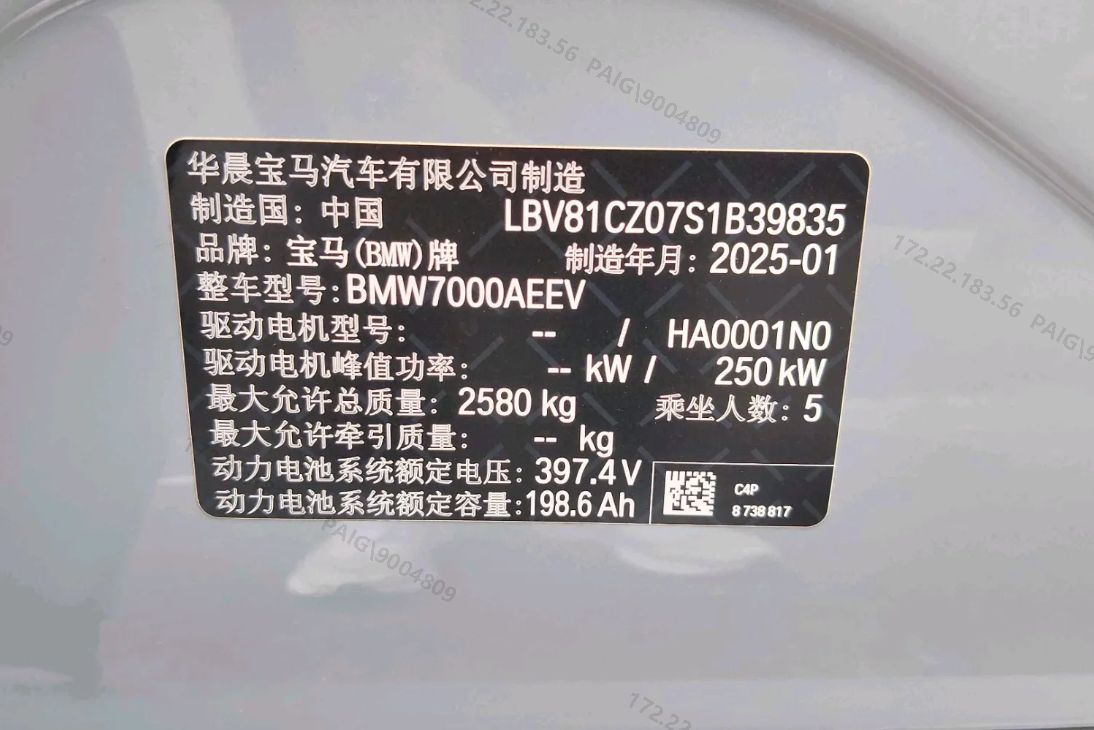 172.22.183.56 PAIG\9004809
华晨宝马汽车有限公司制造
制造国: 中国 LBV81CZ07S1B39835
品牌: 宝马(BMW)牌 制造年月: 2025-01
整车型号:BMW7000AEEV
驱动电机型号: -- / HA0001N0
驱动电机峰值功率: -- kW / 250 kW
最大允许总质量: 2580 kg 乘坐人数: 5
最大允许牵引质量: -- kg
动力电池系统额定电压: 397.4 V
动力电池系统额定容量:198.6 Ah
C4P
8 738 817
172.22.183.56 PAIG\
PAIG\9004809
172.22